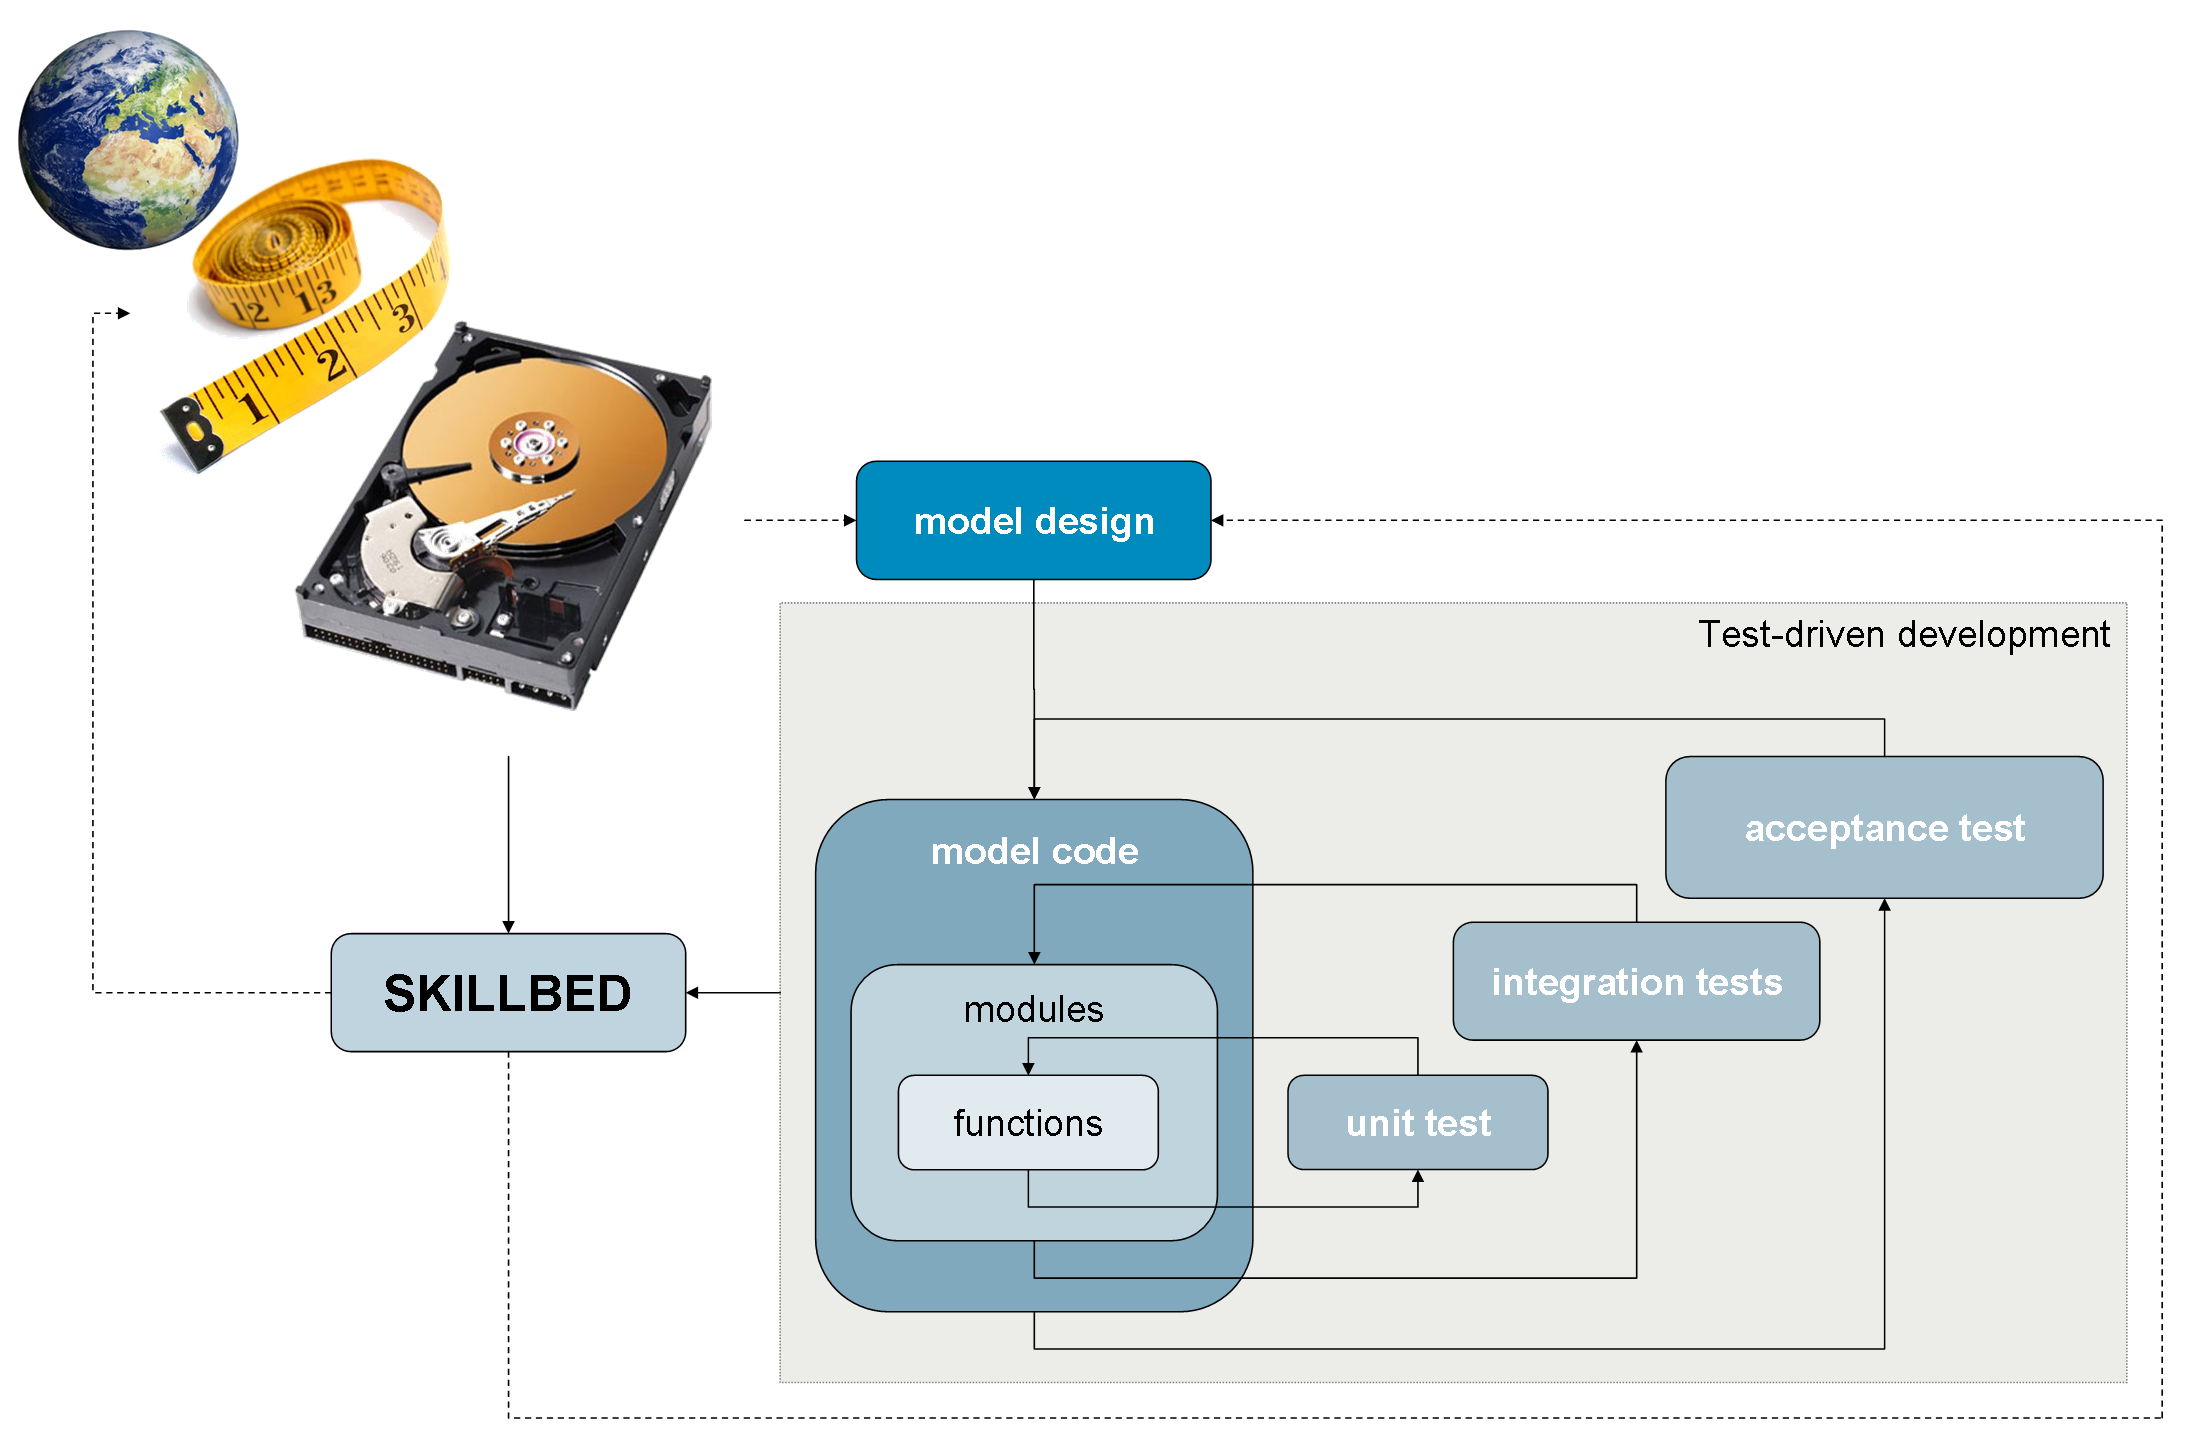 12 13
1 2 3
model design
Test-driven development
model code
acceptance test
SKILLBED
modules
integration tests
functions
unit test